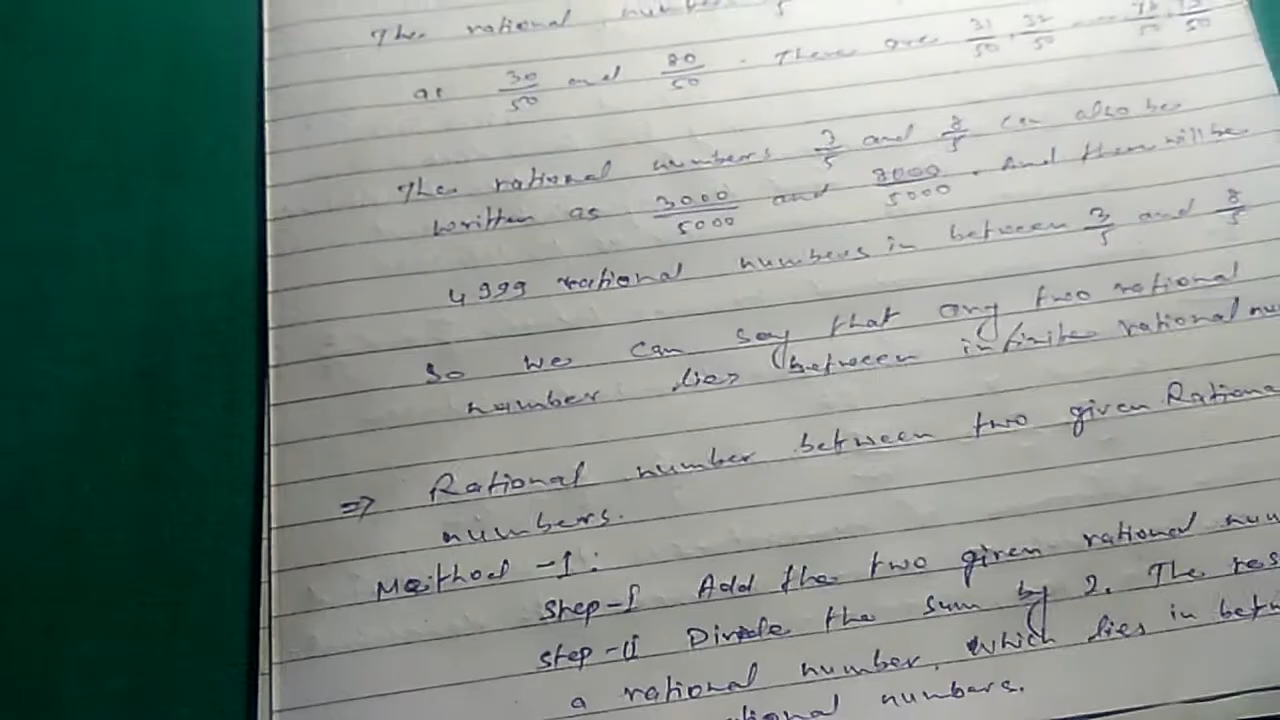 The rational
as 30/50 and 80/50 . There are 31/50, 32/50
The rational numbers 3/5 and 8/5 can also be
written as 3000/5000 and 8000/5000 . And there will be
4999 rational numbers in between 3/5 and 8/5
So we can say that any two rational
number lies between infinite rational nu
⇒ Rational number between two given Rationa
numbers.
Method -I :
Step-I Add the two given rational num
Step-II Divide the sum by 2. The res
a rational number, which lies in betw
tional numbers.